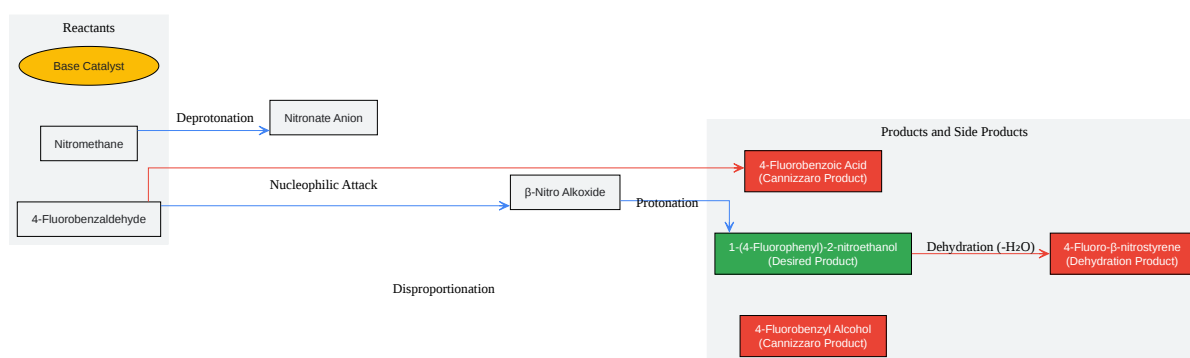 Reactants
Base Catalyst
Nitromethane
Deprotonation
Nitronate Anion
4-Fluorobenzaldehyde
Nucleophilic Attack
β-Nitro Alkoxide
Protonation
Disproportionation
Products and Side Products
4-Fluorobenzoic Acid
(Cannizzaro Product)
1-(4-Fluorophenyl)-2-nitroethanol
(Desired Product)
Dehydration (-H₂O)
4-Fluoro-β-nitrostyrene
(Dehydration Product)
4-Fluorobenzyl Alcohol
(Cannizzaro Product)